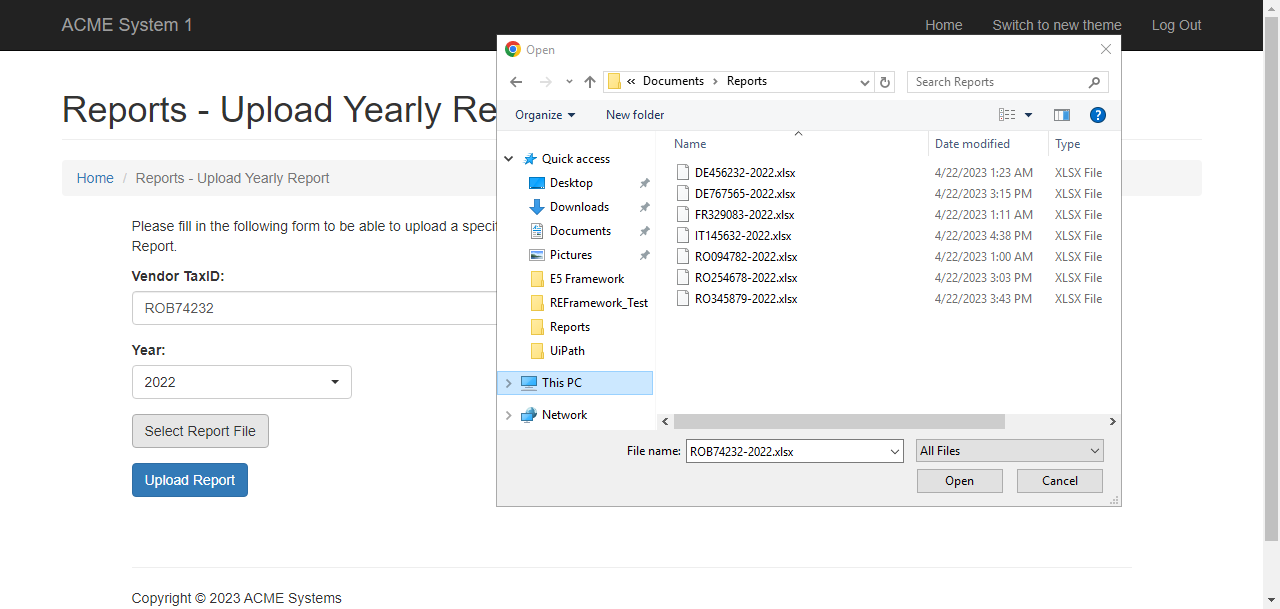 ACME System 1
Home
Switch to new theme
Log Out
Reports - Upload Yearly Re
Home / Reports - Upload Yearly Report
Please fill in the following form to be able to upload a specif
Report.
Vendor TaxID:
ROB74232
Year:
2022
Select Report File
Upload Report
Copyright © 2023 ACME Systems
Open
« Documents > Reports
Search Reports
Organize
New folder
Quick access
Desktop
Downloads
Documents
Pictures
E5 Framework
REFramework_Test
Reports
UiPath
This PC
Network
Name Date modified Type
DE456232-2022.xlsx 4/22/2023 1:23 AM XLSX File
DE767565-2022.xlsx 4/22/2023 3:15 PM XLSX File
FR329083-2022.xlsx 4/22/2023 1:11 AM XLSX File
IT145632-2022.xlsx 4/22/2023 4:38 PM XLSX File
RO094782-2022.xlsx 4/22/2023 1:00 AM XLSX File
RO254678-2022.xlsx 4/22/2023 3:03 PM XLSX File
RO345879-2022.xlsx 4/22/2023 3:43 PM XLSX File
File name: ROB74232-2022.xlsx
All Files
Open
Cancel